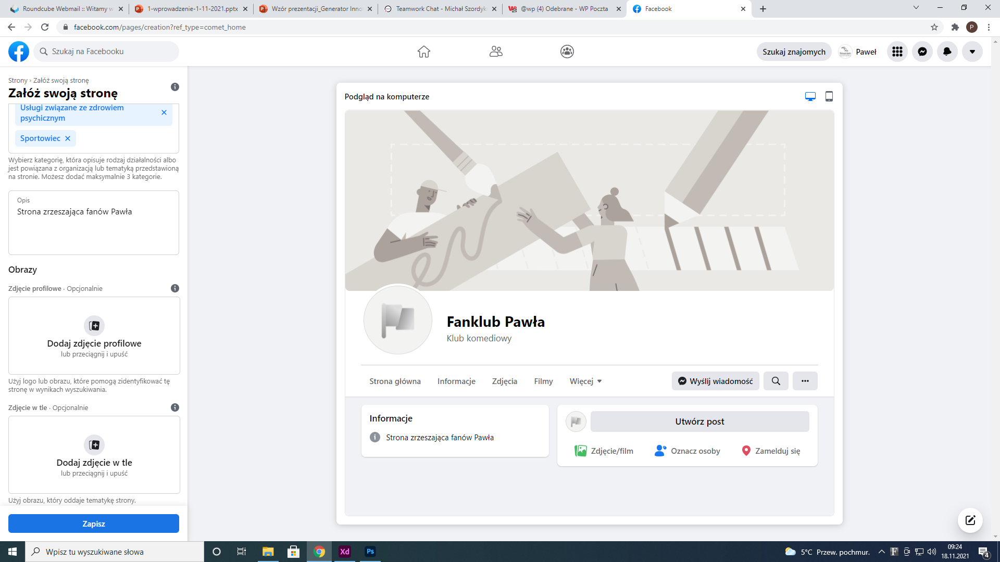 Roundcube Webmail :: Witamy w
1-wprowadzenie-1-11-2021.pptx
Wzór prezentacji_Generator Inno
Teamwork Chat - Michał Szordyk
@wp (4) Odebrane - WP Poczta
Facebook
facebook.com/pages/creation?ref_type=comet_home
P
Szukaj na Facebooku
Szukaj znajomych
Paweł
Strony › Załóż swoją stronę
Załóż swoją stronę
Usługi związane ze zdrowiem
psychicznym
Sportowiec
Wybierz kategorię, która opisuje rodzaj działalności albo
jest powiązana z organizacją lub tematyką przedstawioną
na stronie. Możesz dodać maksymalnie 3 kategorie.
Opis
Strona zrzeszająca fanów Pawła
Obrazy
Zdjęcie profilowe · Opcjonalnie
Dodaj zdjęcie profilowe
lub przeciągnij i upuść
Użyj logo lub obrazu, które pomogą zidentyfikować tę
stronę w wynikach wyszukiwania.
Zdjęcie w tle · Opcjonalnie
Dodaj zdjęcie w tle
lub przeciągnij i upuść
Użyj obrazu, który oddaje tematykę strony.
Zapisz
Podgląd na komputerze
Fanklub Pawła
Klub komediowy
Strona główna
Informacje
Zdjęcia
Filmy
Więcej
Wyślij wiadomość
Informacje
Strona zrzeszająca fanów Pawła
Utwórz post
Zdjęcie/film
Oznacz osoby
Zamelduj się
Wpisz tu wyszukiwane słowa
Xd
Ps
5°C Przew. pochmur.
09:24
18.11.2021
4